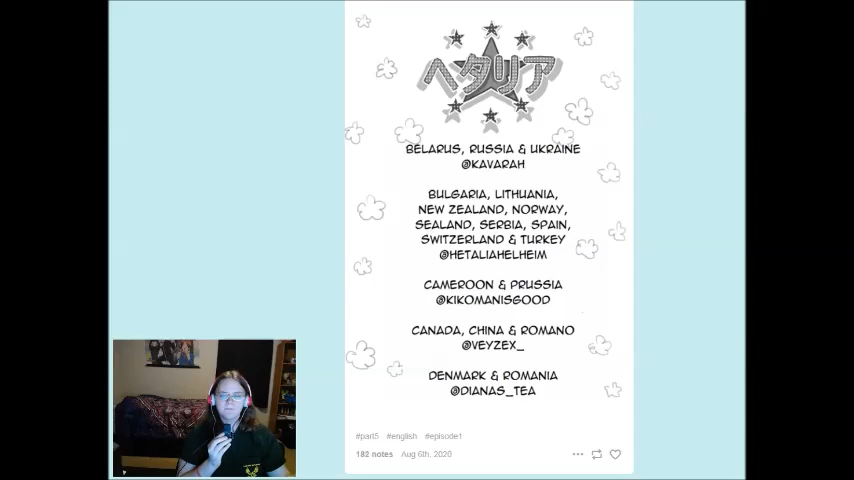 ヘタリア
BELARUS, RUSSIA & UKRAINE
@KAVARAH
BULGARIA, LITHUANIA,
NEW ZEALAND, NORWAY,
SEALAND, SERBIA, SPAIN,
SWITZERLAND & TURKEY
@HETALIAHELHEIM
CAMEROON & PRUSSIA
@KIKOMANISGOOD
CANADA, CHINA & ROMANO
@VEYZEX_
DENMARK & ROMANIA
@DIANAS_TEA
#part5 #english #episode1
182 notes Aug 6th, 2020